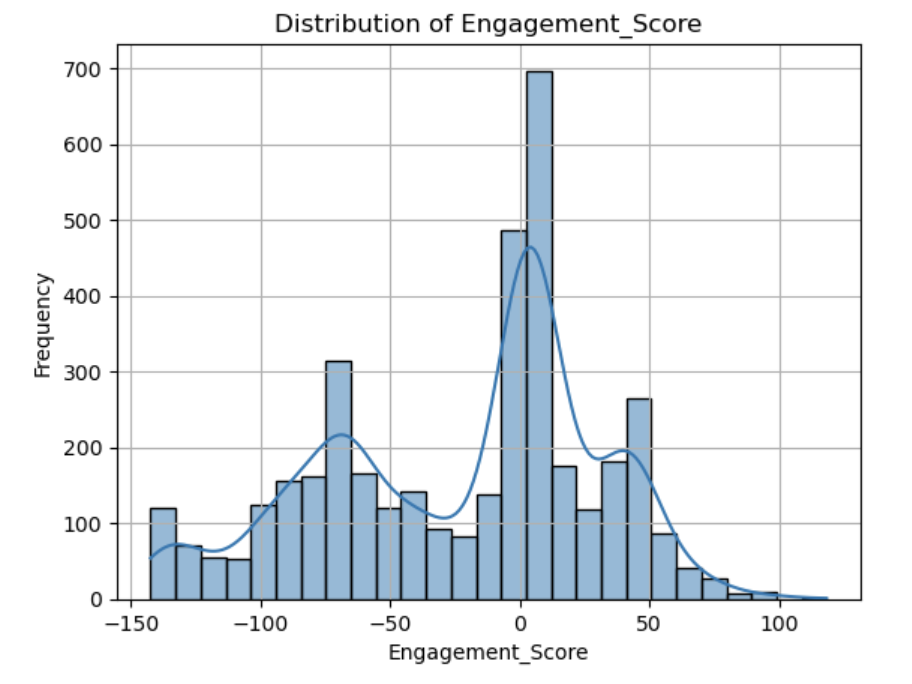 Distribution of Engagement_Score
700
600
500
400
300
200
100
0
Frequency
−150 −100 −50 0 50 100
Engagement_Score